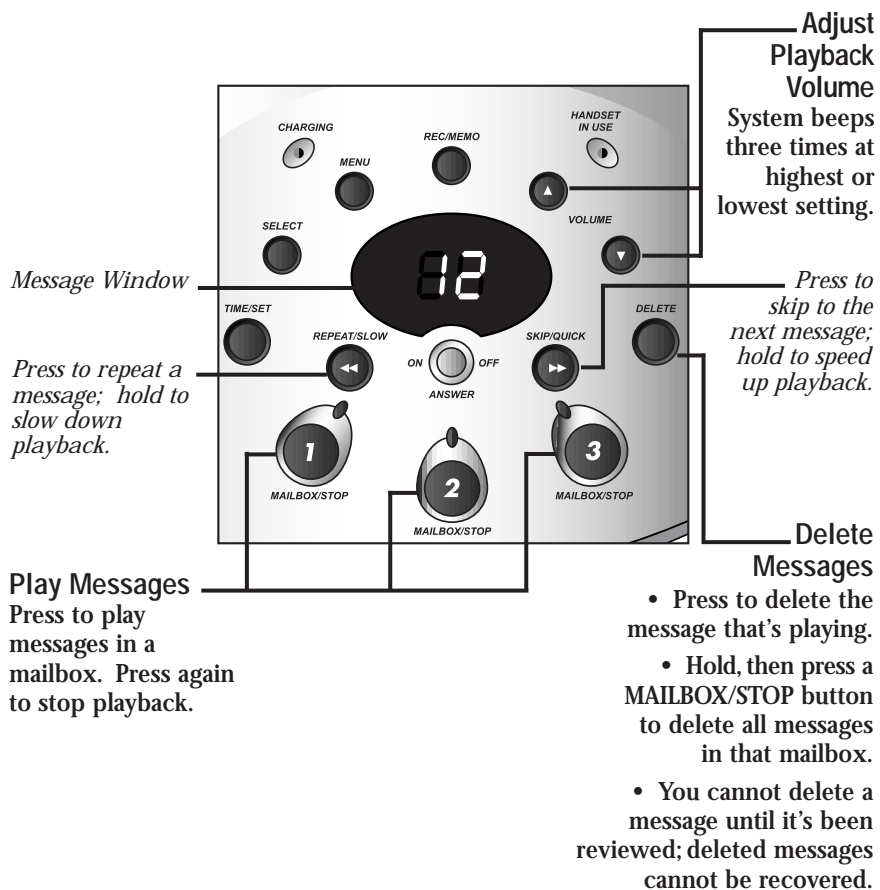 Adjust
Playback
Volume
System beeps
three times at
highest or
lowest setting.
CHARGING
REC/MEMO
HANDSET
IN USE
MENU
SELECT
VOLUME
12
Message Window
Press to
skip to the
next message;
hold to speed
up playback.
TIME/SET
REPEAT/SLOW
SKIP/QUICK
DELETE
ON
OFF
ANSWER
Press to repeat a
message; hold to
slow down
playback.
1
2
3
MAILBOX/STOP
MAILBOX/STOP
MAILBOX/STOP
Play Messages
Press to play
messages in a
mailbox. Press again
to stop playback.
Delete
Messages
• Press to delete the
message that's playing.
• Hold, then press a
MAILBOX/STOP button
to delete all messages
in that mailbox.
• You cannot delete a
message until it's been
reviewed; deleted messages
cannot be recovered.